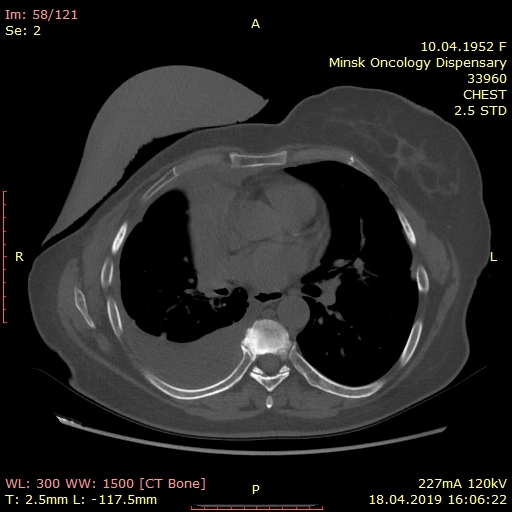 Im: 58/121
Se: 2
A
10.04.1952 F
Minsk Oncology Dispensary
33960
CHEST
2.5 STD
R
L
WL: 300 WW: 1500 [CT Bone]
T: 2.5mm L: -117.5mm
P
227mA 120kV
18.04.2019 16:06:22